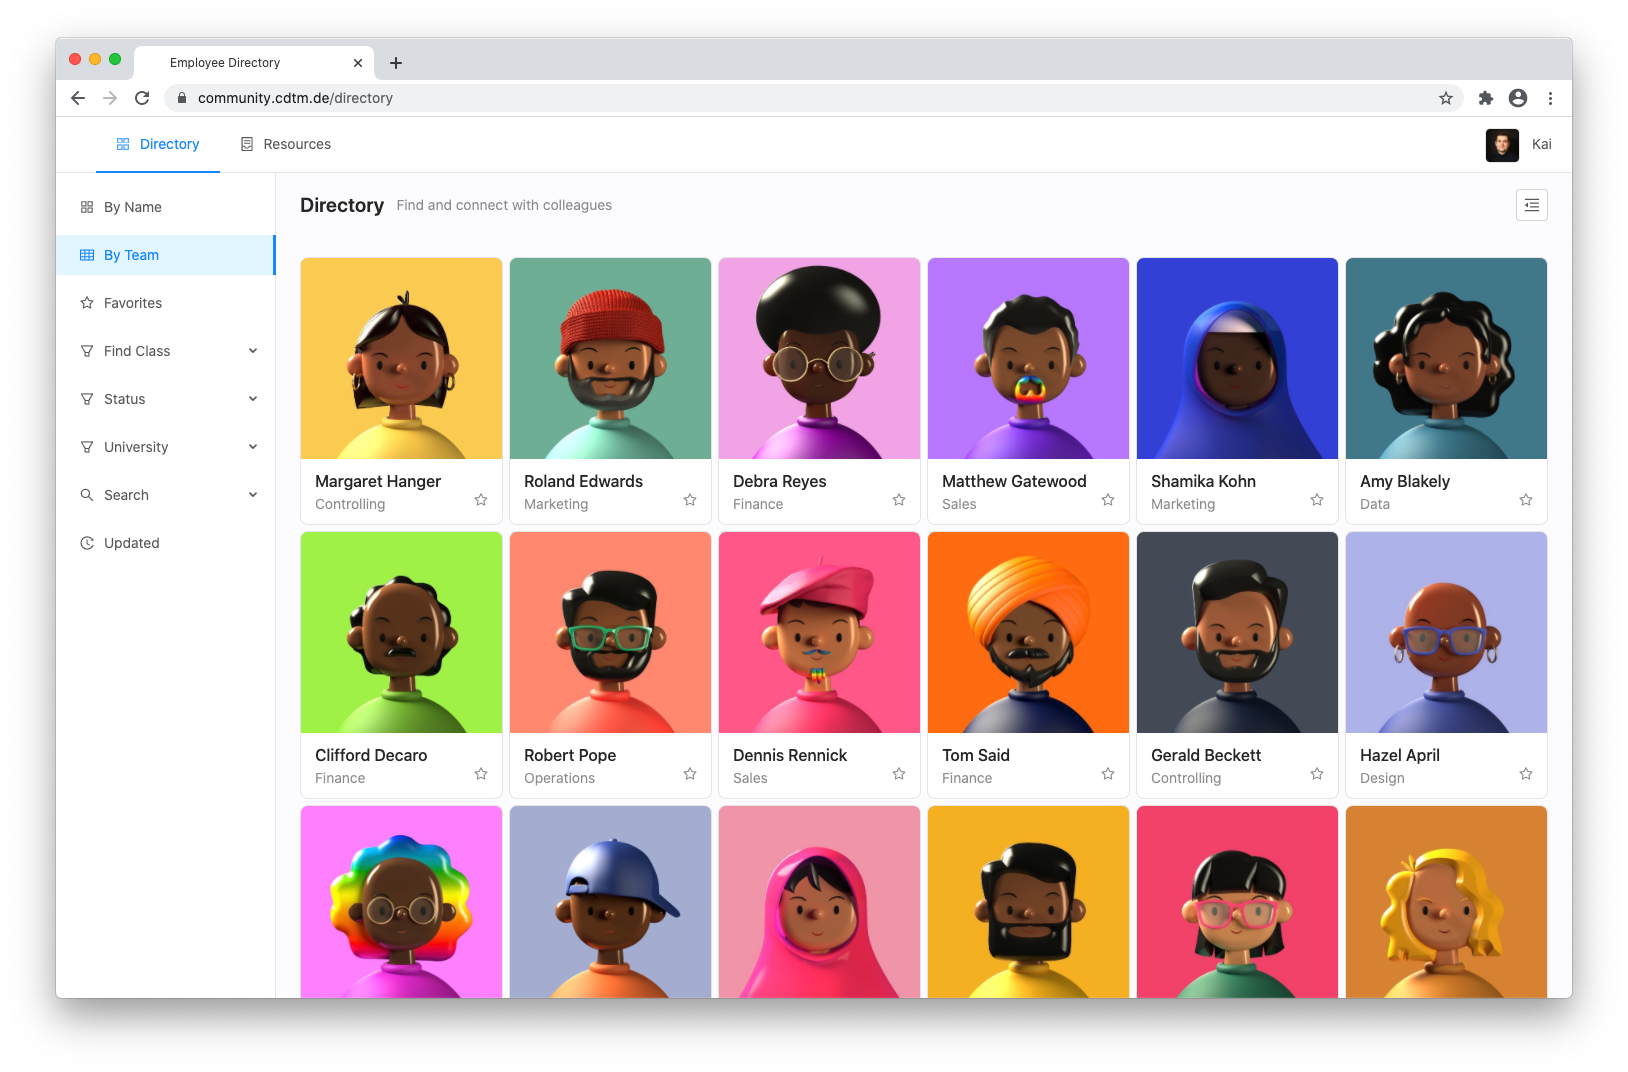 Employee Directory
community.cdtm.de/directory
Directory
Resources
Kai
By Name
By Team
Favorites
Find Class
Status
University
Search
Updated
Directory
Find and connect with colleagues
Margaret Hanger
Controlling
Roland Edwards
Marketing
Debra Reyes
Finance
Matthew Gatewood
Sales
Shamika Kohn
Marketing
Amy Blakely
Data
Clifford Decaro
Finance
Robert Pope
Operations
Dennis Rennick
Sales
Tom Said
Finance
Gerald Beckett
Controlling
Hazel April
Design